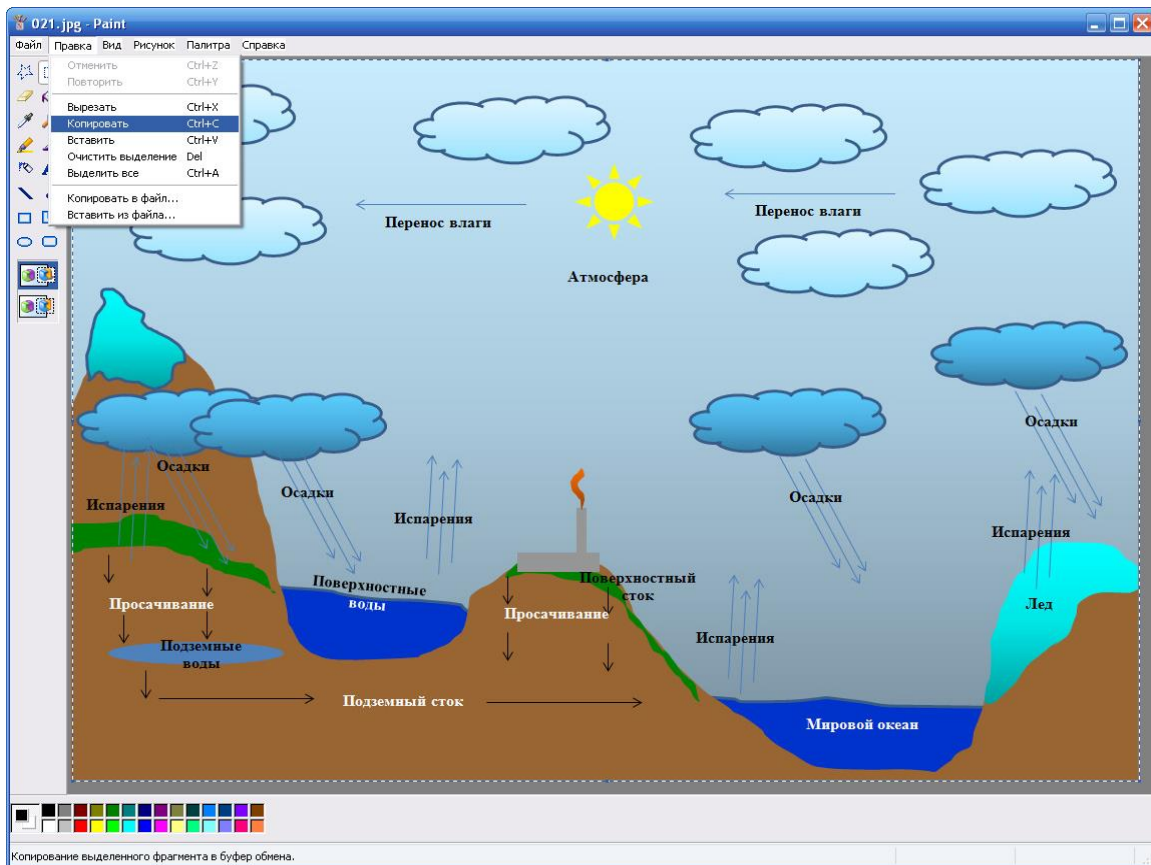 021.jpg - Paint
Файл Правка Вид Рисунок Палитра Справка
Отменить Ctrl+Z
Повторить Ctrl+Y
Вырезать Ctrl+X
Копировать Ctrl+C
Вставить Ctrl+V
Очистить выделение Del
Выделить все Ctrl+A
Копировать в файл...
Вставить из файла...
Перенос влаги
Перенос влаги
Атмосфера
Осадки
Осадки
Осадки
Осадки
Испарения
Испарения
Испарения
Поверхностные
воды
Поверхностный
сток
Просачивание
Просачивание
Лед
Испарения
Подземные
воды
Подземный сток
Мировой океан
Копирование выделенного фрагмента в буфер обмена.